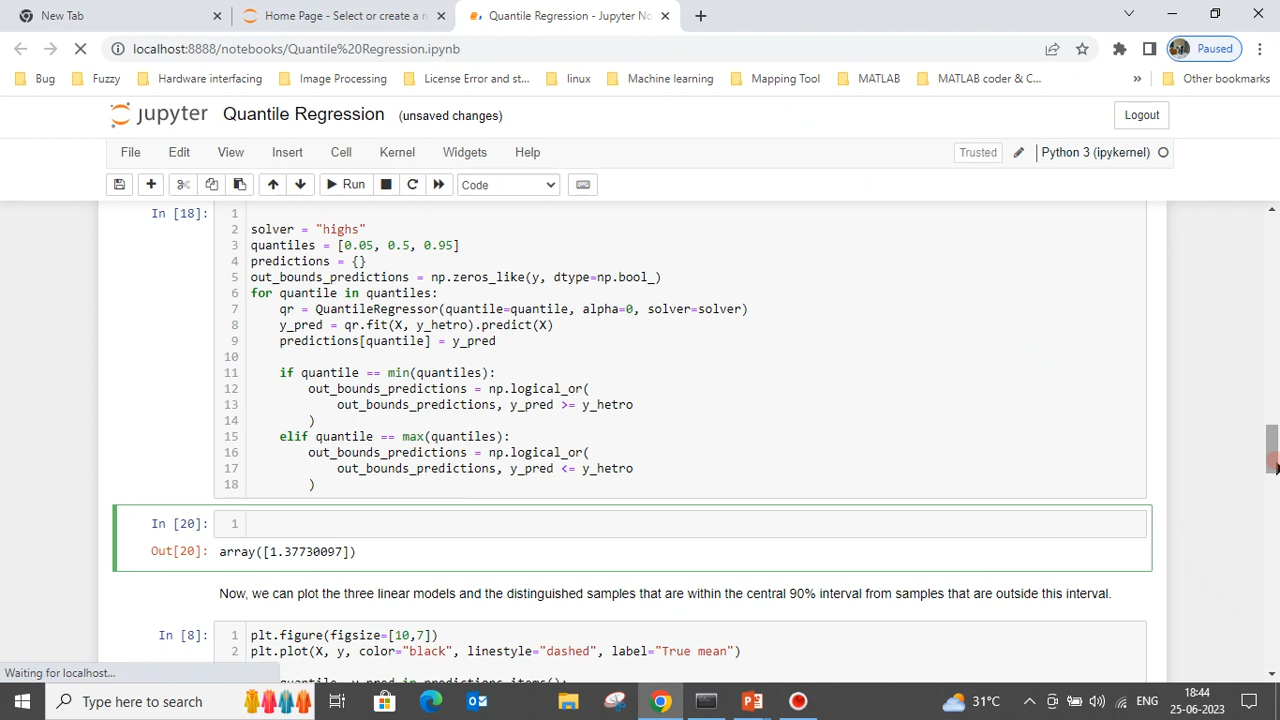 New Tab
Home Page - Select or create a n
Quantile Regression - Jupyter No
localhost:8888/notebooks/Quantile%20Regression.ipynb
Paused
Bug
Fuzzy
Hardware interfacing
Image Processing
License Error and st...
linux
Machine learning
Mapping Tool
MATLAB
MATLAB coder & C...
»
Other bookmarks
jupyter Quantile Regression (unsaved changes)
Logout
File Edit View Insert Cell Kernel Widgets Help
Trusted
Python 3 (ipykernel)
Run
Code
In [18]:
1
2 solver = "highs"
3 quantiles = [0.05, 0.5, 0.95]
4 predictions = {}
5 out_bounds_predictions = np.zeros_like(y, dtype=np.bool_)
6 for quantile in quantiles:
7 qr = QuantileRegressor(quantile=quantile, alpha=0, solver=solver)
8 y_pred = qr.fit(X, y_hetro).predict(X)
9 predictions[quantile] = y_pred
10
11 if quantile == min(quantiles):
12 out_bounds_predictions = np.logical_or(
13 out_bounds_predictions, y_pred >= y_hetro
14 )
15 elif quantile == max(quantiles):
16 out_bounds_predictions = np.logical_or(
17 out_bounds_predictions, y_pred <= y_hetro
18 )
In [20]: 1
Out[20]: array([1.37730097])
Now, we can plot the three linear models and the distinguished samples that are within the central 90% interval from samples that are outside this interval.
In [8]: 1 plt.figure(figsize=[10,7])
2 plt.plot(X, y, color="black", linestyle="dashed", label="True mean")
Waiting for localhost...
Type here to search
31°C
ENG
18:44
25-06-2023